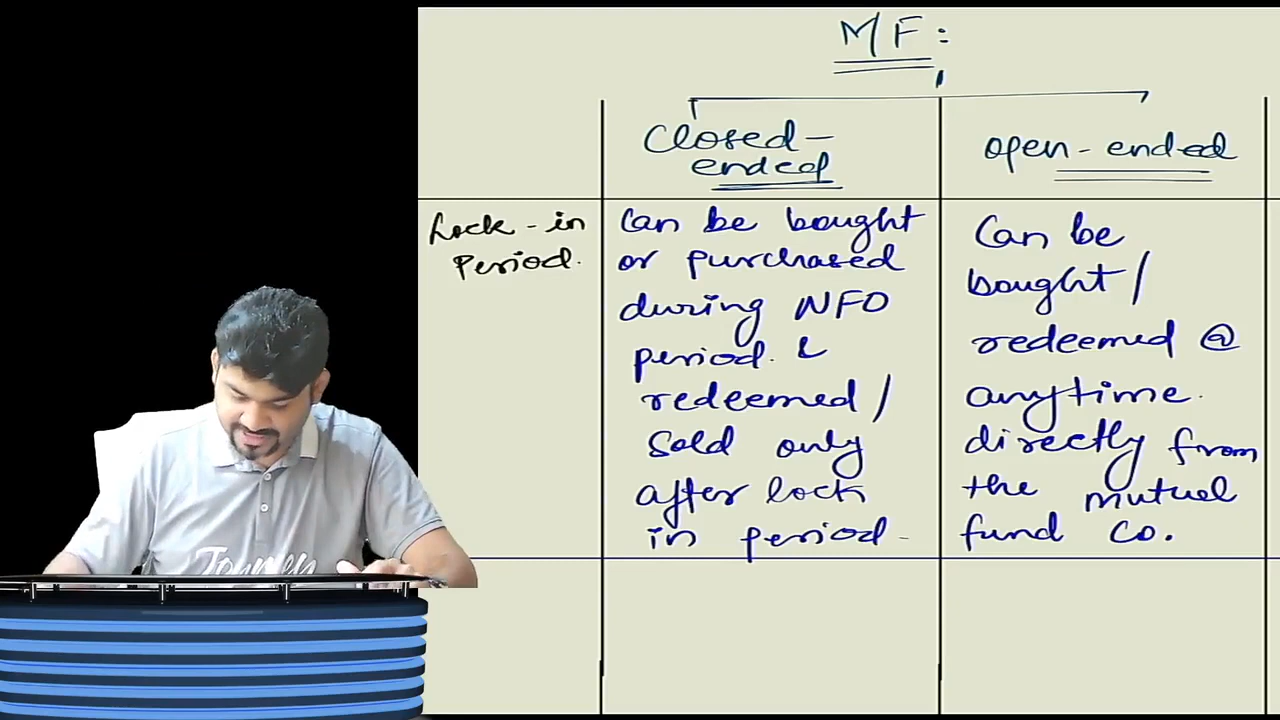 MF:
Closed-
ended
open-ended
Lock-in
Period.
Can be bought
or purchased
during NFO
period. &
redeemed/
Sold only
after lock
in period.
Can be
bought/
redeemed @
anytime.
directly from
the mutual
fund Co.